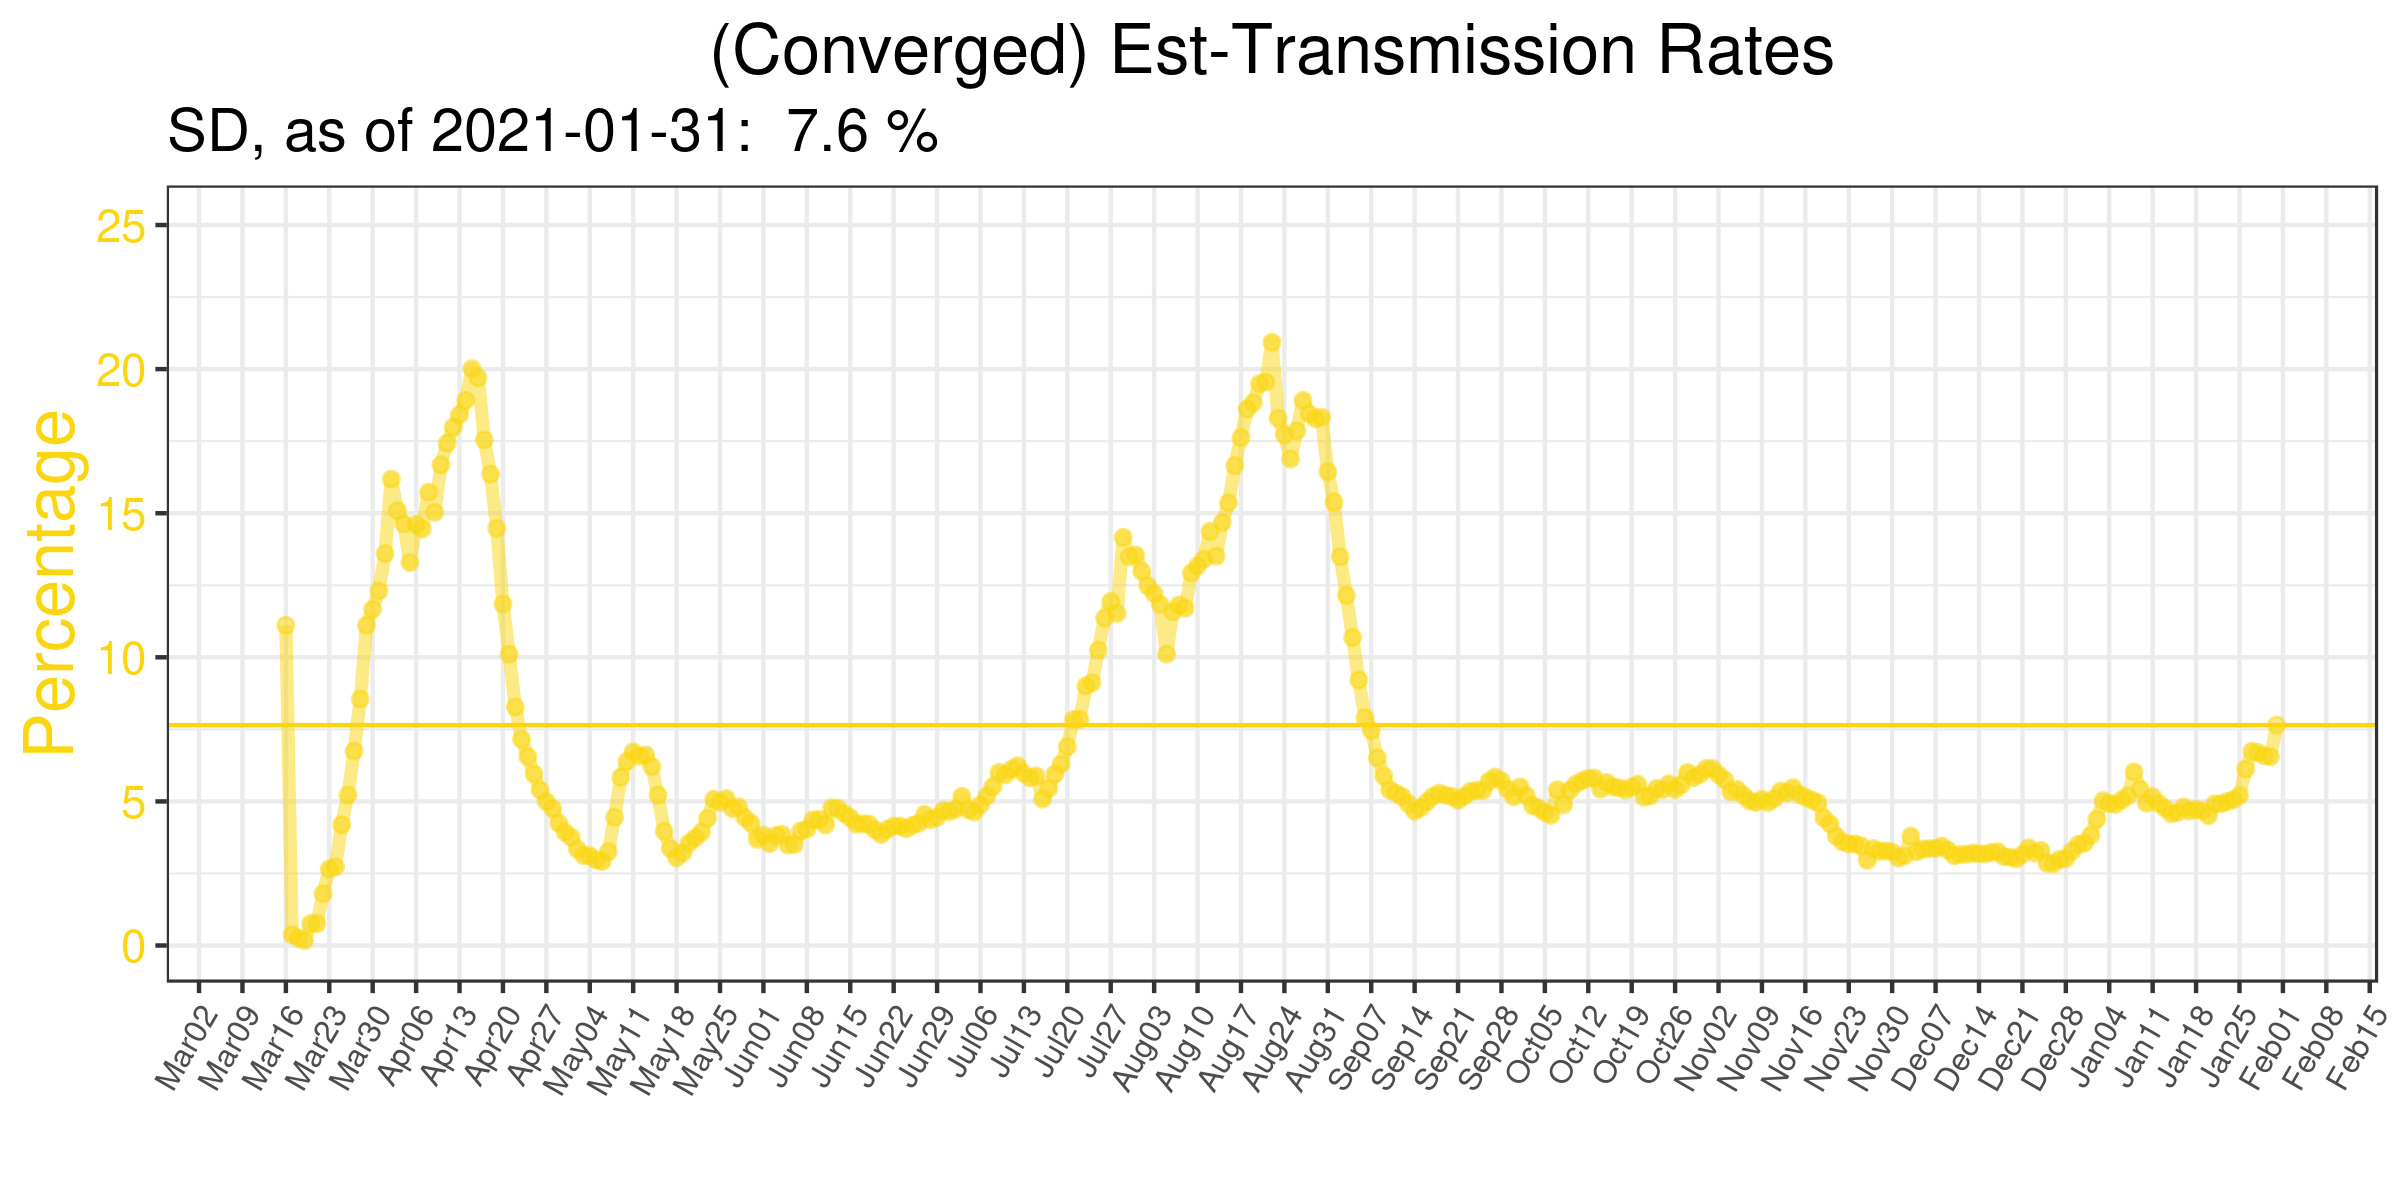 (Converged) Est-Transmission Rates
SD, as of 2021-01-31:  7.6 %
Percentage
25
20
15
10
5
0
Mar02
Mar09
Mar16
Mar23
Mar30
Apr06
Apr13
Apr20
Apr27
May04
May11
May18
May25
Jun01
Jun08
Jun15
Jun22
Jun29
Jul06
Jul13
Jul20
Jul27
Aug03
Aug10
Aug17
Aug24
Aug31
Sep07
Sep14
Sep21
Sep28
Oct05
Oct12
Oct19
Oct26
Nov02
Nov09
Nov16
Nov23
Nov30
Dec07
Dec14
Dec21
Dec28
Jan04
Jan11
Jan18
Jan25
Feb01
Feb08
Feb15